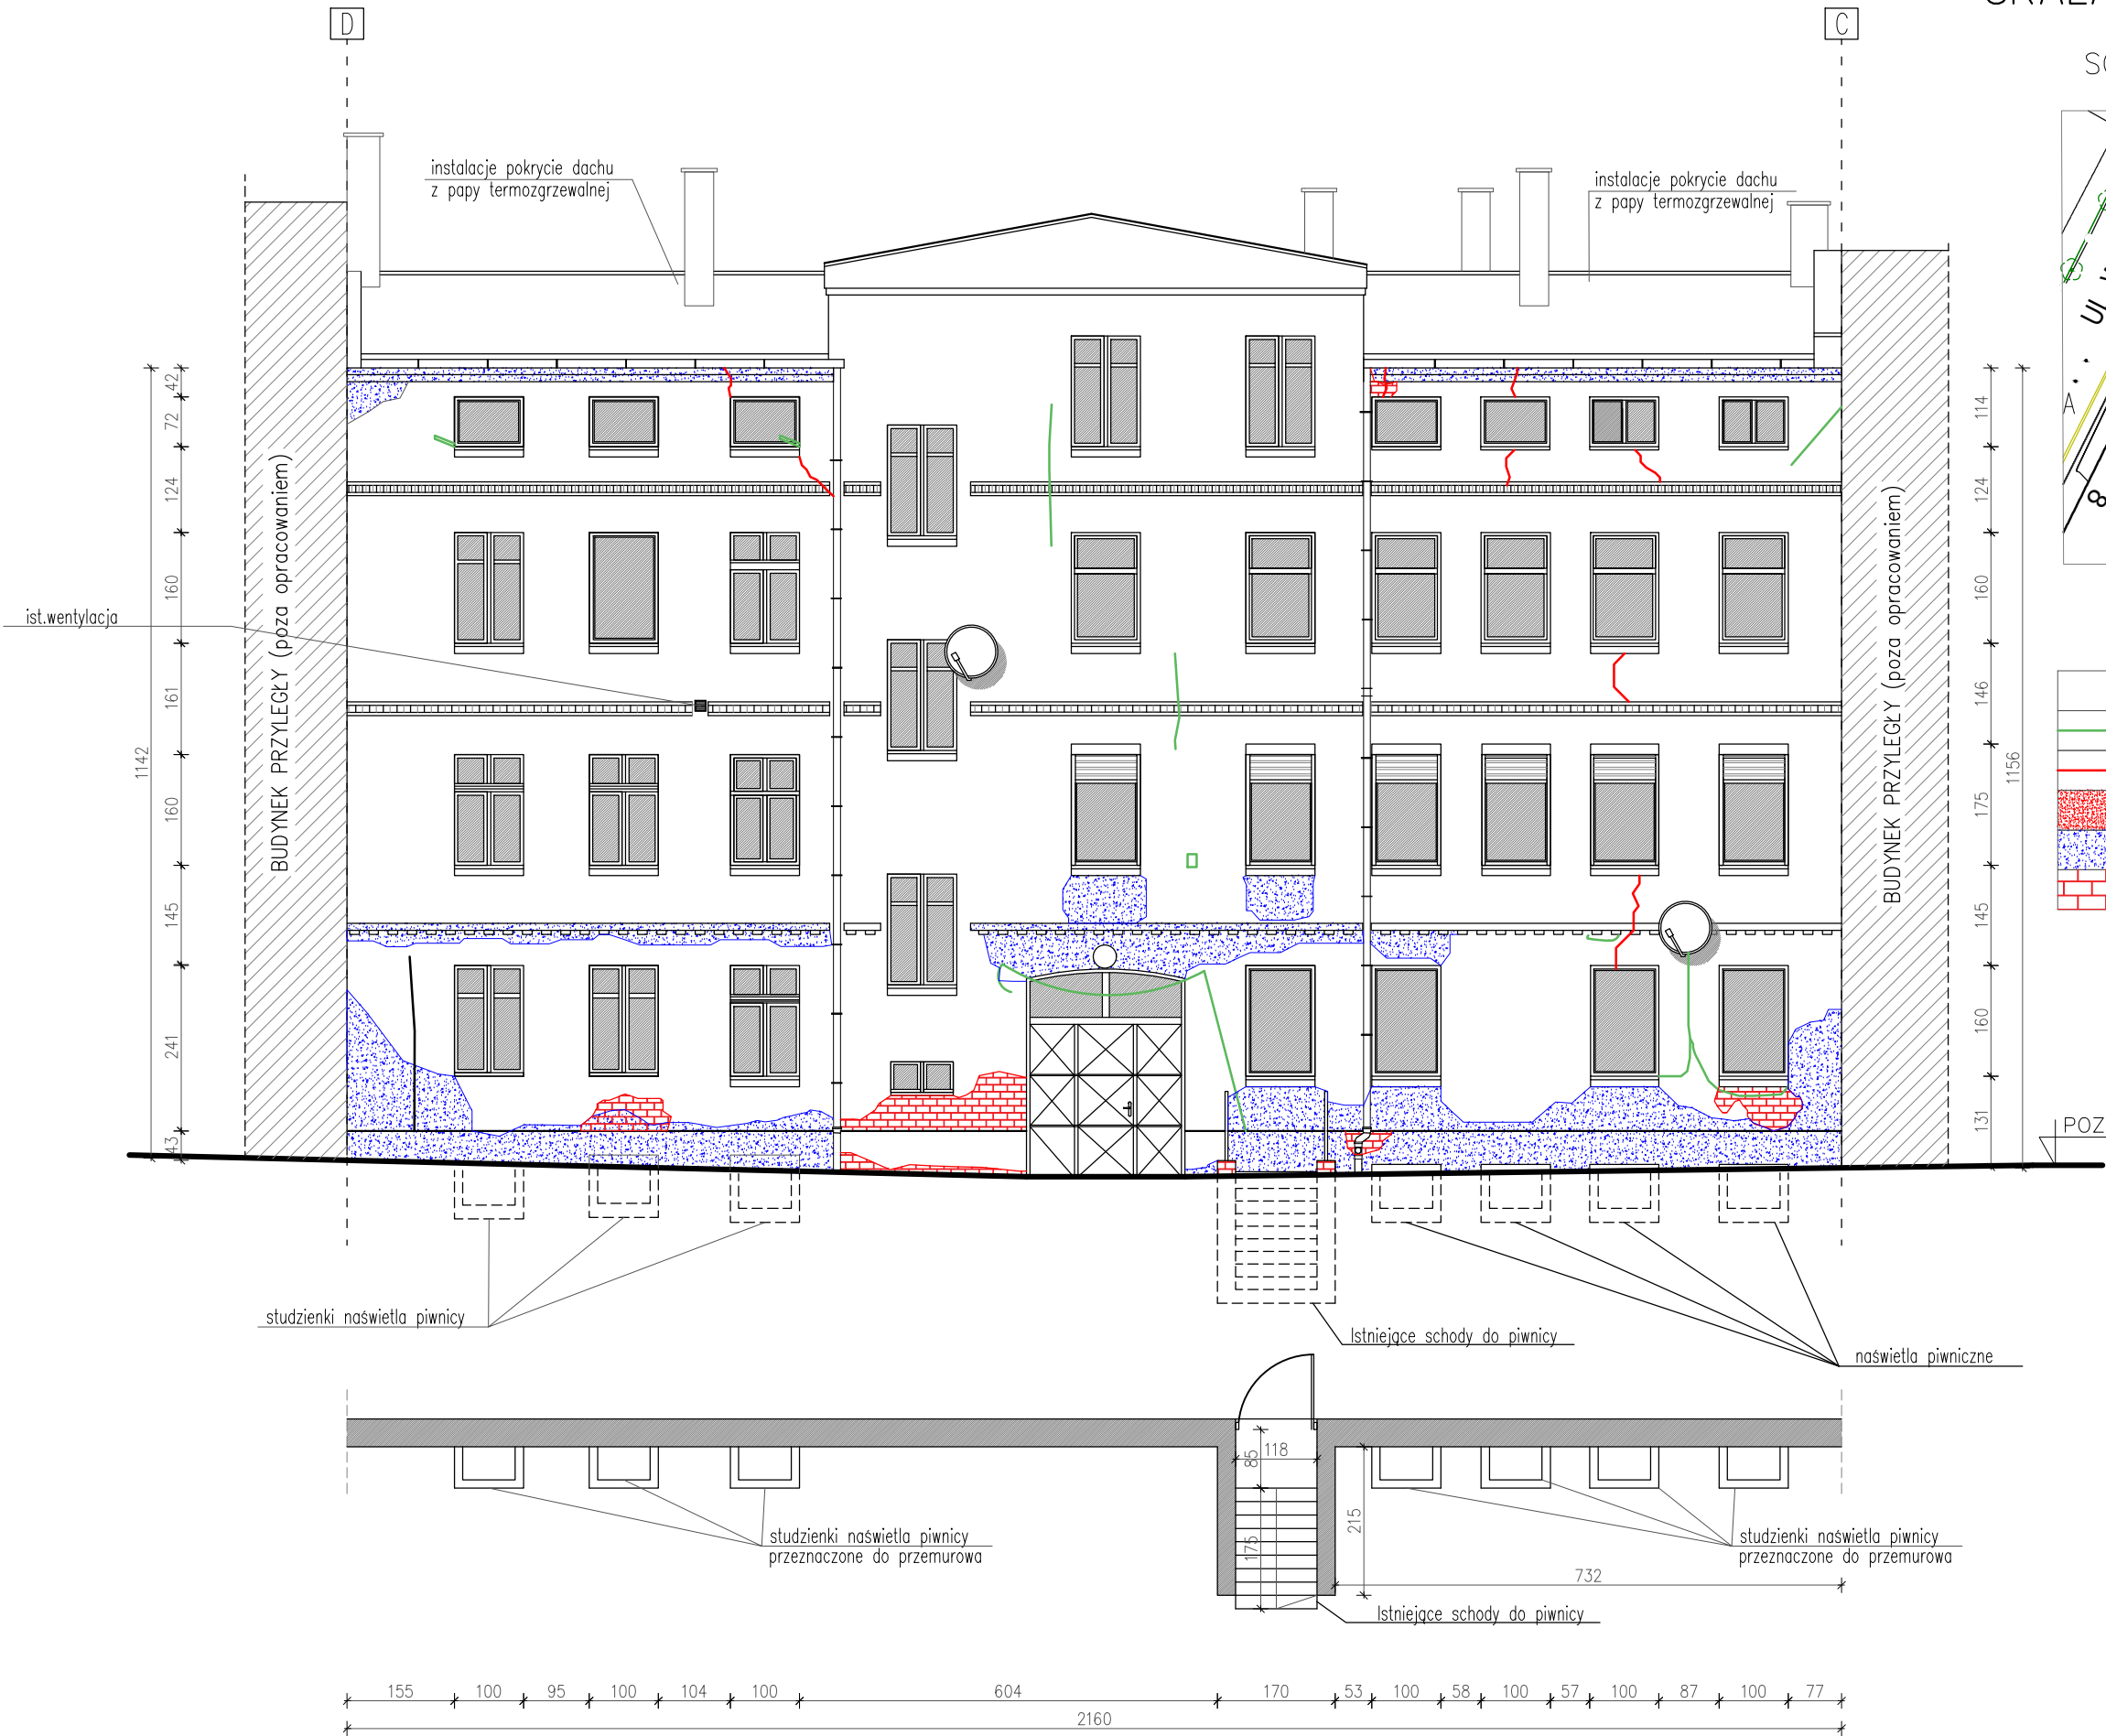 D
C
instalacje pokrycie dachu
z papy termozgrzewalnej
instalacje pokrycie dachu
z papy termozgrzewalnej
A
8
ist.wentylacja
BUDYNEK PRZYLEGŁY (poza opracowaniem)
BUDYNEK PRZYLEGŁY (poza opracowaniem)
42
72
124
160
161
160
145
241
43
1142
114
124
160
146
175
145
160
131
1156
POZ
studzienki naświetla piwnicy
Istniejące schody do piwnicy
naświetla piwniczne
85
118
175
215
732
studzienki naświetla piwnicy
przeznaczone do przemurowa
studzienki naświetla piwnicy
przeznaczone do przemurowa
Istniejące schody do piwnicy
155 100 95 100 104 100 604 170 53 100 58 100 57 100 87 100 77
2160